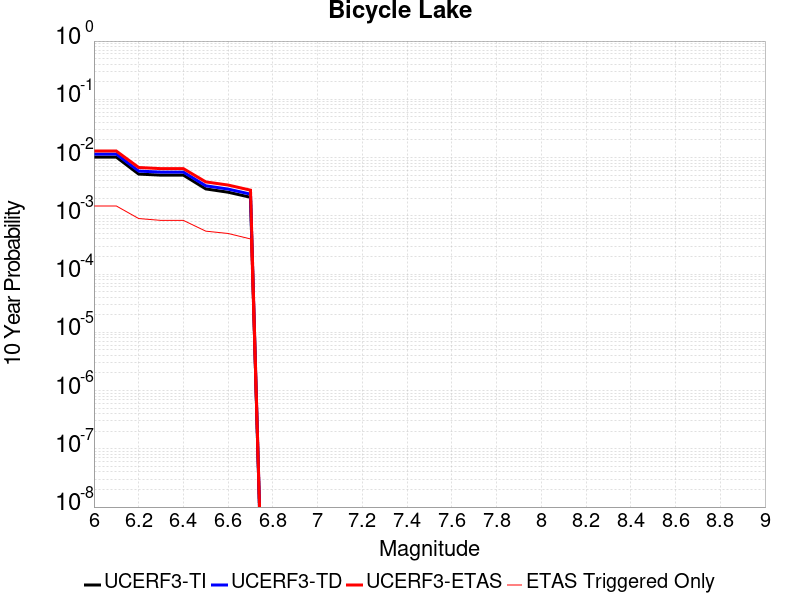 Bicycle Lake
10 0
10 -1
10 -2
10 -3
10 -4
10 -5
10 -6
10 -7
10 -8
10 Year Probability
6 6.2 6.4 6.6 6.8 7 7.2 7.4 7.6 7.8 8 8.2 8.4 8.6 8.8 9
Magnitude
UCERF3-TI UCERF3-TD UCERF3-ETAS ETAS Triggered Only